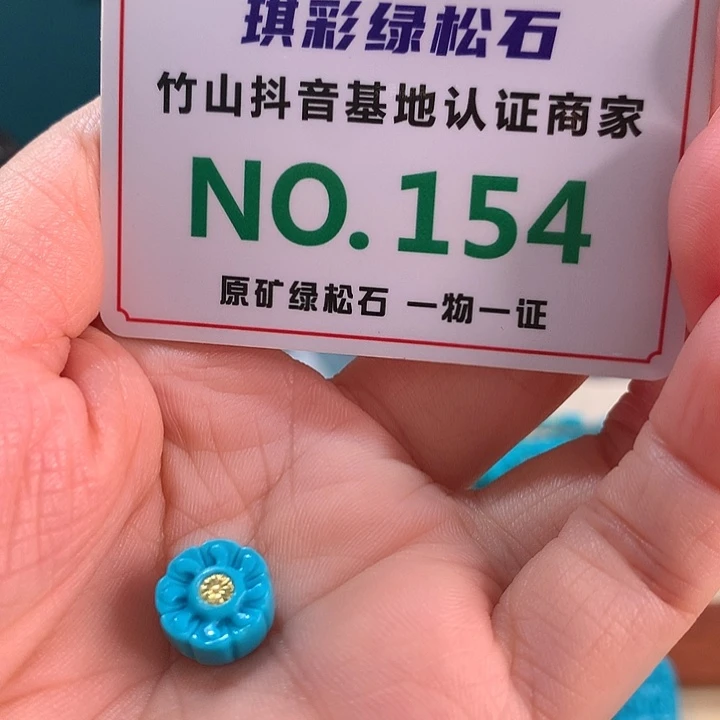 琪彩绿松石
竹山抖音基地认证商家
NO.154
原矿绿松石 一物一证